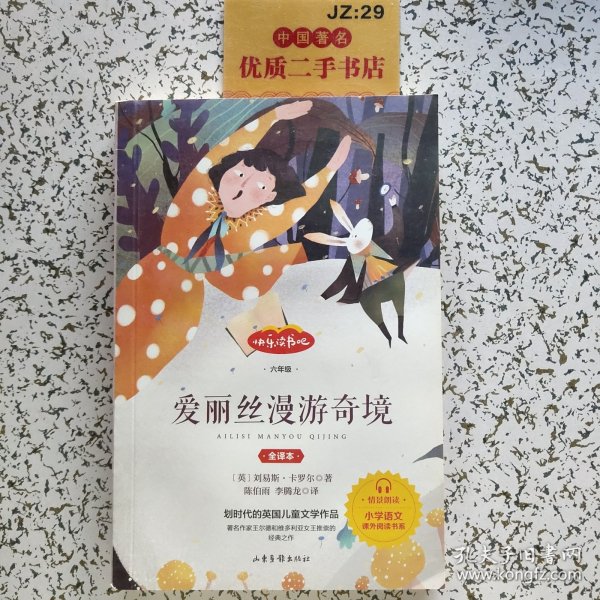 JZ:29
中国著名
优质二手书店
快乐读书吧
·六年级·
爱丽丝漫游奇境
AILISI MANYOU QIJING
全译本
[英]刘易斯·卡罗尔◎著
陈伯雨 李腾龙◎译
划时代的英国儿童文学作品
著名作家王尔德和维多利亚女王推崇的
经典之作
山东画报出版社
·情景朗读·
小学语文
课外阅读书系
孔夫子旧书网
www.kongfz.com